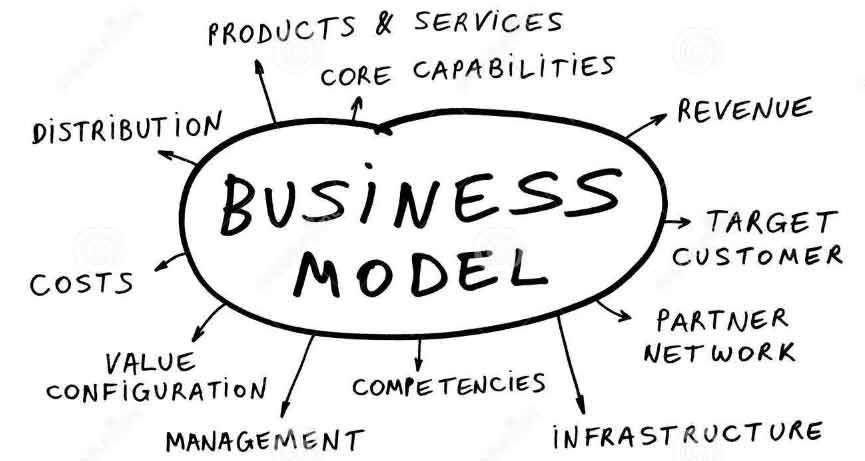 PRODUCTS & SERVICES
CORE CAPABILITIES
REVENUE
DISTRIBUTION
BUSINESS
MODEL
TARGET
CUSTOMER
COSTS
PARTNER
NETWORK
VALUE
CONFIGURATION
COMPETENCIES
MANAGEMENT
INFRASTRUCTURE